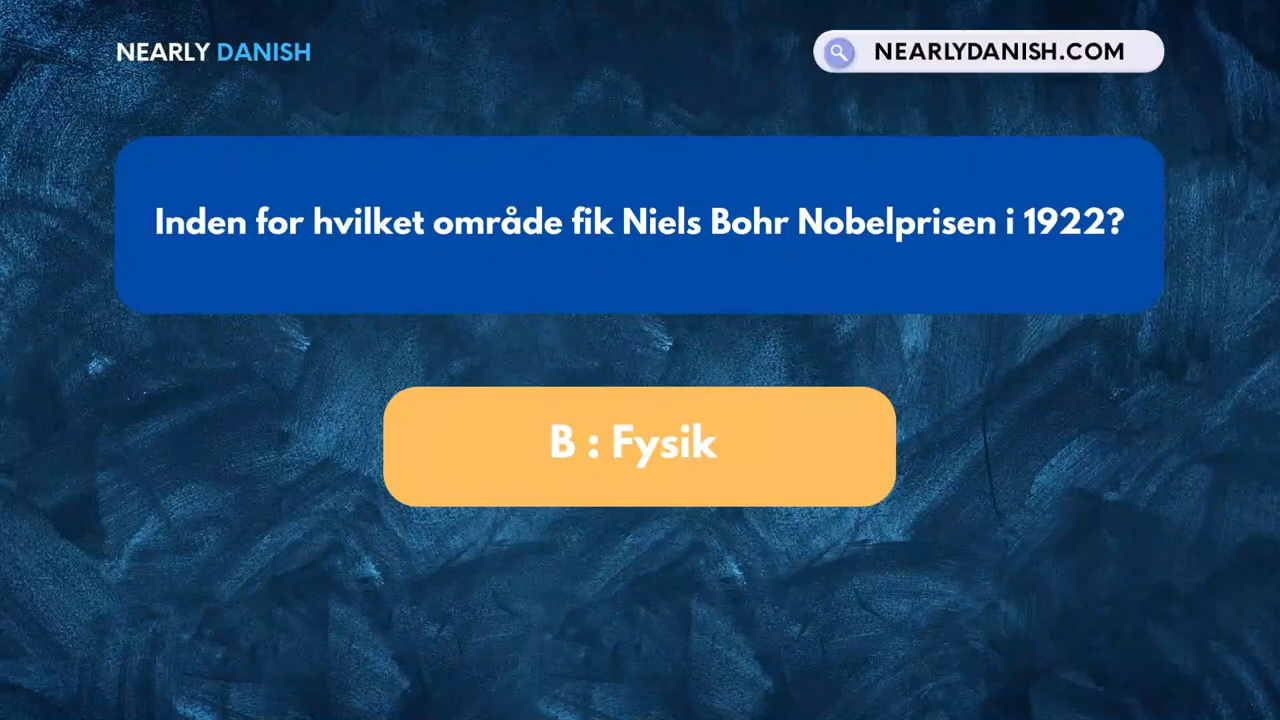 NEARLY DANISH
NEARLYDANISH.COM
Inden for hvilket område fik Niels Bohr Nobelprisen i 1922?
B : Fysik